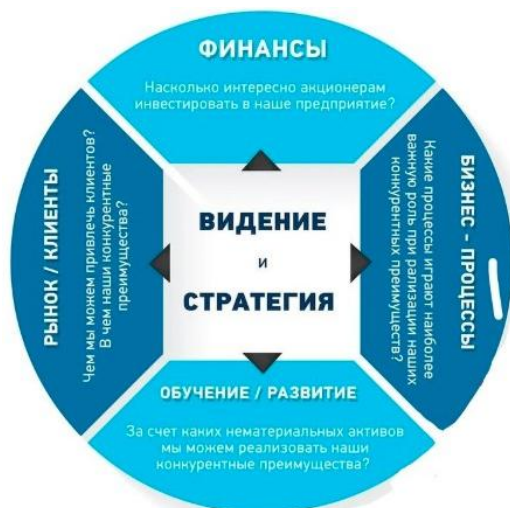 ФИНАНСЫ
Насколько интересно акционерам
инвестировать в наше предприятие?
РЫНОК / КЛИЕНТЫ
Чем мы можем привлечь клиентов?
В чем наши конкурентные
преимущества?
ВИДЕНИЕ
и
СТРАТЕГИЯ
БИЗНЕС - ПРОЦЕССЫ
Какие процессы играют наиболее
важную роль при рализации наших
конкурентных преимуществ?
ОБУЧЕНИЕ / РАЗВИТИЕ
За счет каких нематериальных активов
мы можем реализовать наши
конкурентные преимущества?